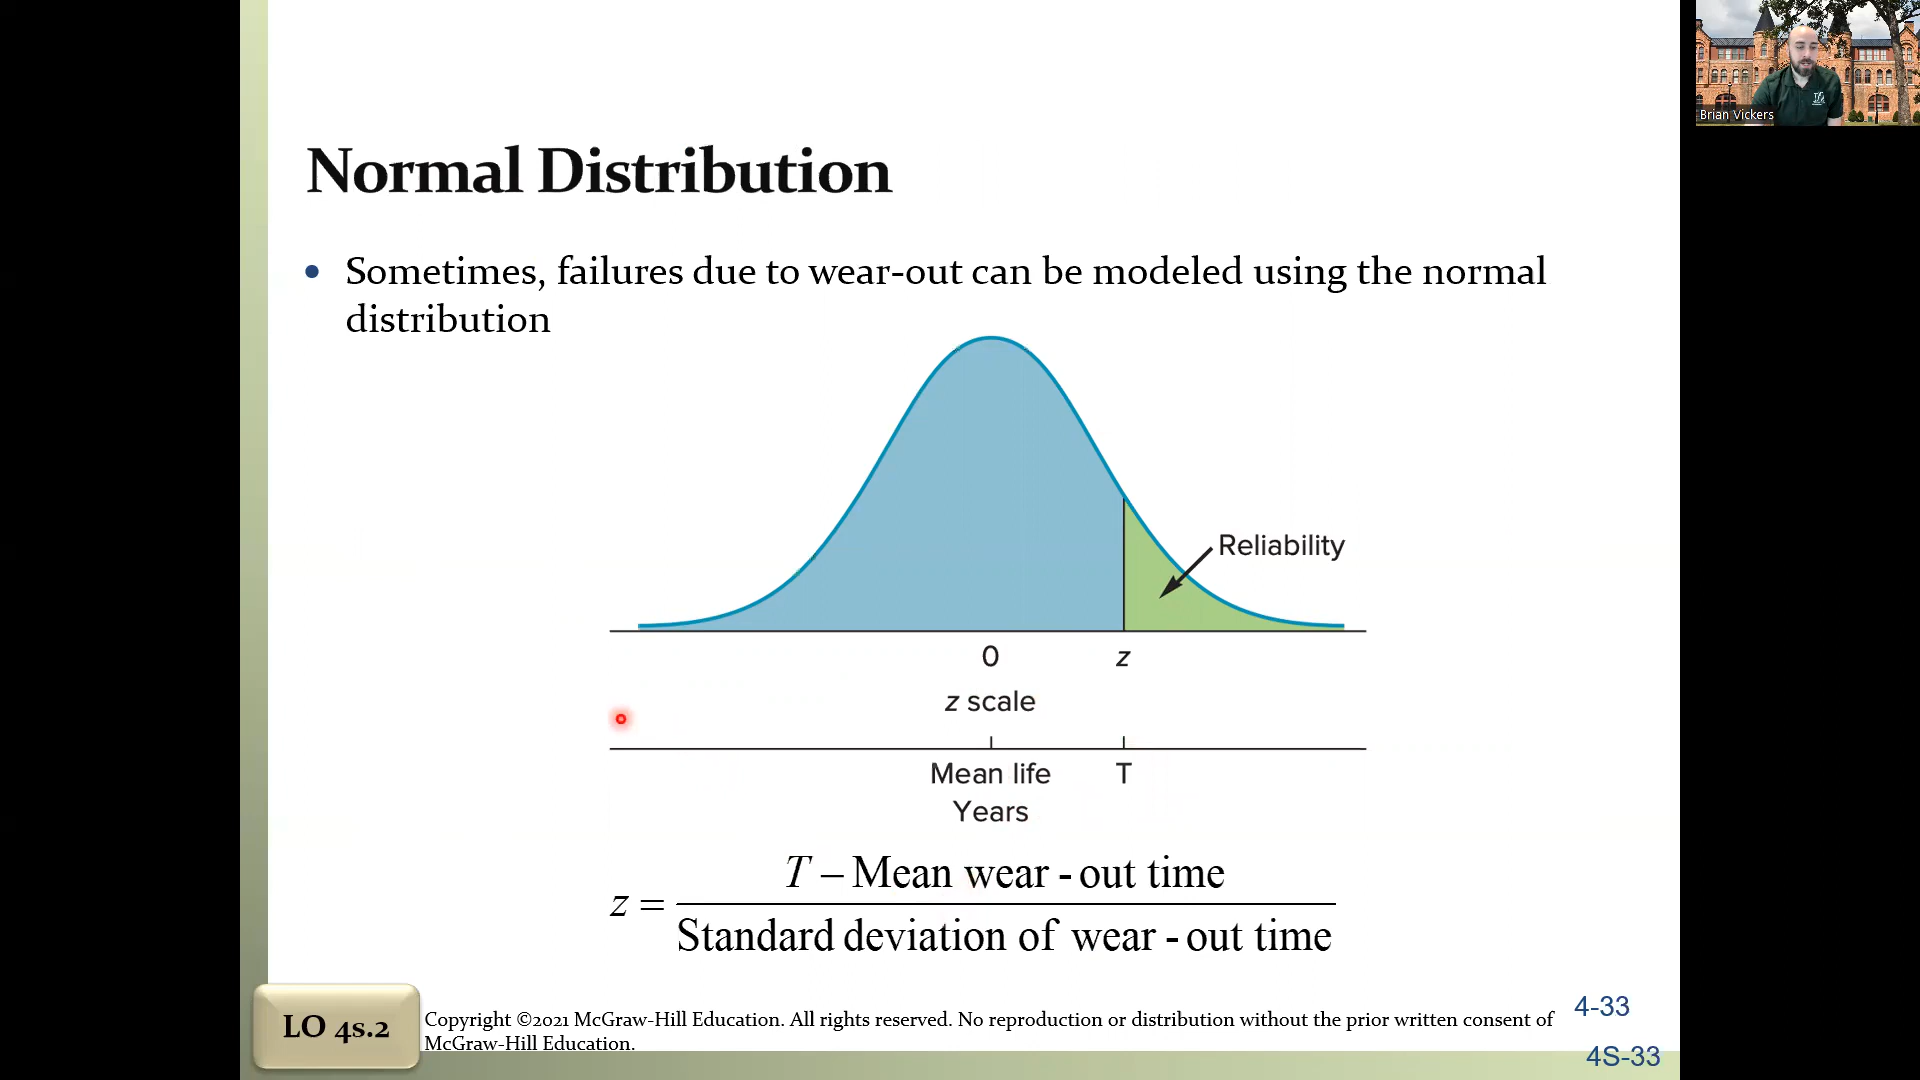 Brian Vickers
Normal Distribution
• Sometimes, failures due to wear-out can be modeled using the normal
distribution
Reliability
0 z
z scale
Mean life T
Years
z = T – Mean wear - out time
Standard deviation of wear - out time
LO 4s.2
Copyright ©2021 McGraw-Hill Education. All rights reserved. No reproduction or distribution without the prior written consent of
McGraw-Hill Education.
4-33
4S-33